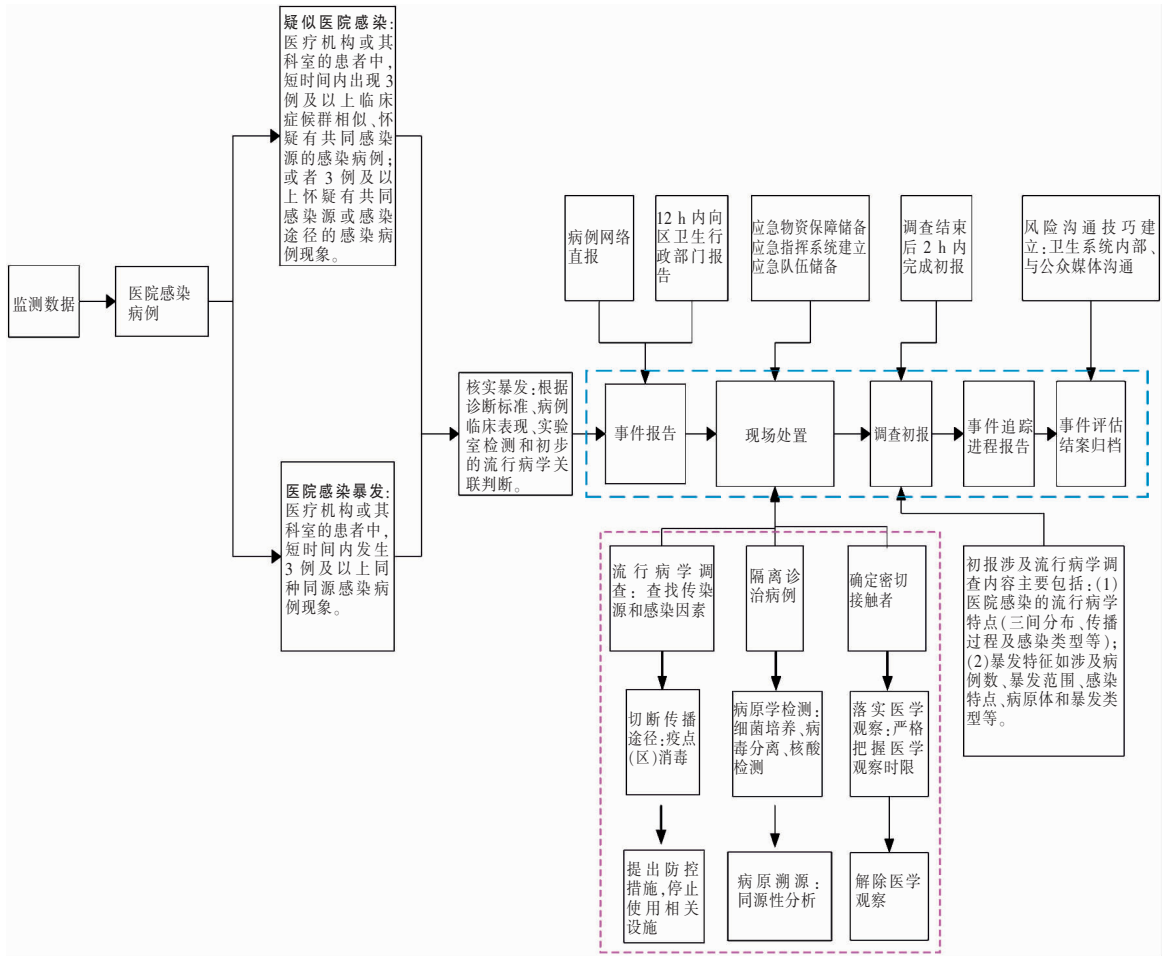 监测数据
医院感染
病例
疑似医院感染:
医疗机构或其
科室的患者中,
短时间内出现 3
例及以上临床
症候群相似、怀
疑有共同感染
源的感染病例;
或者 3 例及以
上怀疑有共同
感染源或感染
途径的感染病
例现象。
医院感染暴发:
医疗机构或其
科室的患者中,
短时间内发生
3 例及以上同
种同源感染病
例现象。
核实暴发:根据
诊断标准、病例
临床表现、实验
室检测和初步
的流行病学关
联判断。
病例网络
直报
12 h 内向
区卫生行
政部门报
告
应急物资保障储备
应急指挥系统建立
应急队伍储备
调查结束
后 2 h 内
完成初报
风险沟通技巧建
立:卫生系统内部、
与公众媒体沟通
事件报告
现场处置
调查初报
事件追踪
进程报告
事件评估
结案归档
流行病学调
查：查找传染
源和感染因素
隔离诊
治病例
确定密切
接触者
切断传播
途径:疫点
(区)消毒
病原学检测:
细菌培养、病
毒分离、核酸
检测
落实医学
观察:严格
把握医学
观察时限
提出防控
措施,停止
使用相关
设施
病原溯源:
同源性分析
解除医学
观察
初报涉及流行病学调
查内容主要包括:(1)
医院感染的流行病学
特点(三间分布、传播
过程及感染类型等);
(2)暴发特征如涉及病
例数、暴发范围、感染
特点、病原体和暴发类
型等。